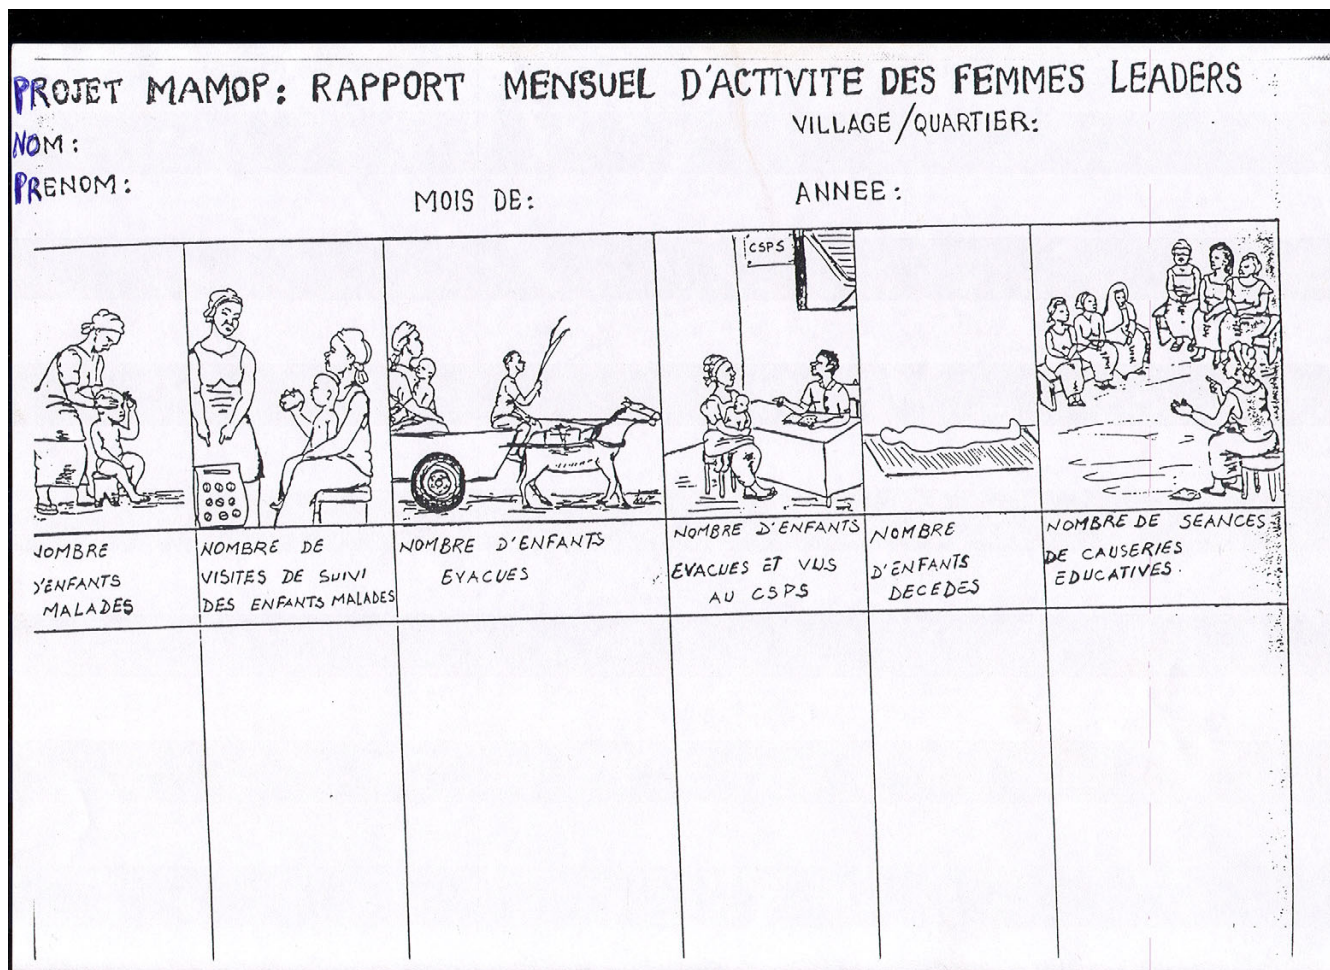 PROJET MAMOP: RAPPORT MENSUEL D'ACTIVITE DES FEMMES LEADERS
NOM:
VILLAGE/QUARTIER:
PRENOM:
MOIS DE:
ANNEE:
CSPS
NOMBRE
D'ENFANTS
MALADES
NOMBRE DE
VISITES DE SUIVI
DES ENFANTS MALADES
NOMBRE D'ENFANTS
EVACUES
NOMBRE D'ENFANTS
EVACUES ET VUS
AU CSPS
NOMBRE
D'ENFANTS
DECEDES
NOMBRE DE SEANCES
DE CAUSERIES
EDUCATIVES.